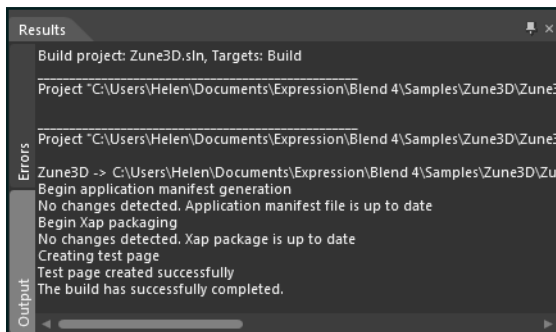 Results
Build project: Zune3D.sln, Targets: Build
Project "C:\Users\Helen\Documents\Expression\Blend 4\Samples\Zune3D\Zune3
Project "C:\Users\Helen\Documents\Expression\Blend 4\Samples\Zune3D\Zune3
Zune3D -> C:\Users\Helen\Documents\Expression\Blend 4\Samples\Zune3D\Zu
Begin application manifest generation
No changes detected. Application manifest file is up to date
Begin Xap packaging
No changes detected. Xap package is up to date
Creating test page
Test page created successfully
The build has successfully completed.
Errors
Output